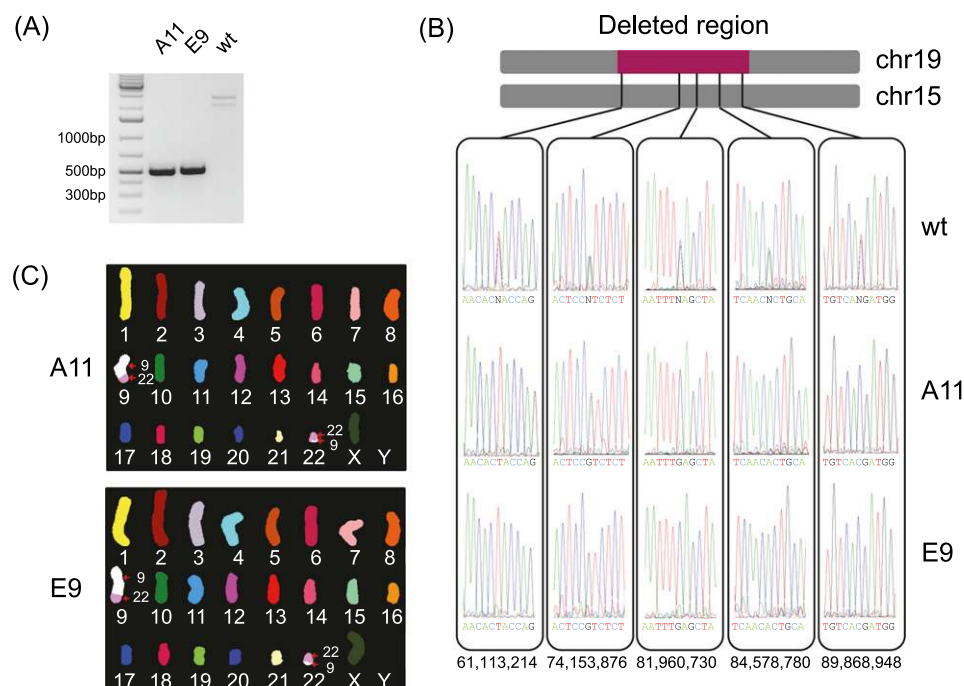 (A)
A11 E9 wt
1000bp
500bp
300bp
(B)
Deleted region
chr19
chr15
wt
AACACNACCAG ACTCCNTCTCT AATTTNAGCTA TCAACNCTGCA TGTCANGATGG
A11
AACACTACCAG ACTCCGTCTCT AATTTGAGCTA TCAACACTGCA TGTCACGATGG
E9
AACACTACCAG ACTCCGTCTCT AATTTGAGCTA TCAACACTGCA TGTCACGATGG
61,113,214 74,153,876 81,960,730 84,578,780 89,868,948
(C)
A11
1 2 3 4 5 6 7 8
9
22
9 10 11 12 13 14 15 16
22
9
17 18 19 20 21 22 X Y
E9
1 2 3 4 5 6 7 8
9
22
9 10 11 12 13 14 15 16
22
9
17 18 19 20 21 22 X Y